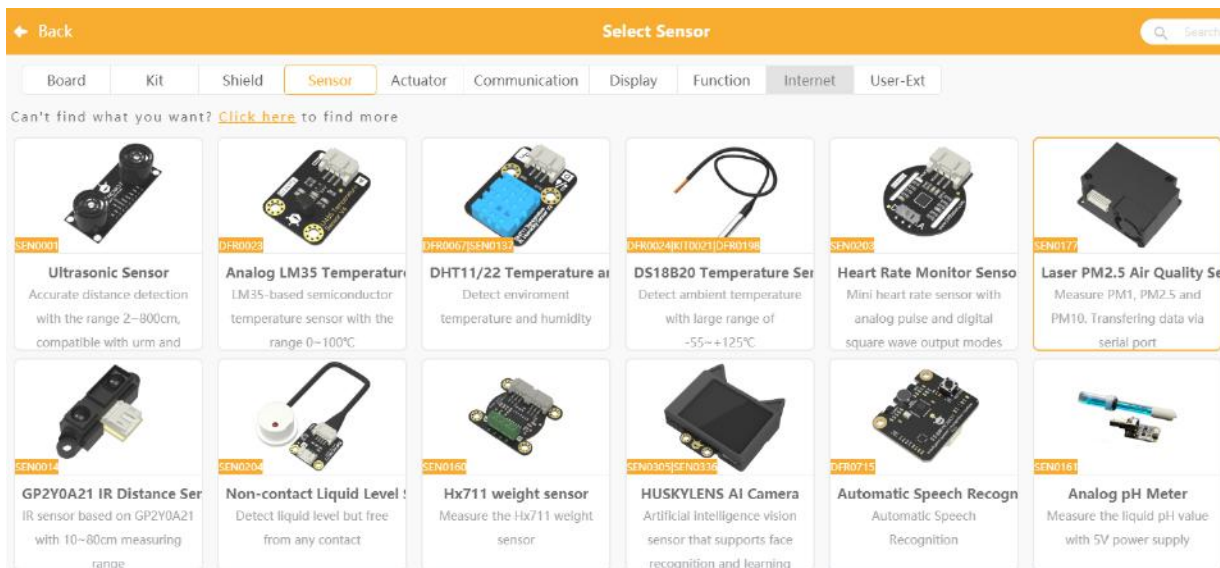 Back
Select Sensor
Search
Board Kit Shield Sensor Actuator Communication Display Function Internet User-Ext
Can't find what you want? Click here to find more
SEN0001
Ultrasonic Sensor
Accurate distance detection
with the range 2~800cm,
compatible with urm and
DFR0023
Analog LM35 Temperature
LM35-based semiconductor
temperature sensor with the
range 0~100℃
DFR0067|SEN0137
DHT11/22 Temperature an
Detect enviroment
temperature and humidity
DFR0024|KIT0021|DFR0198
DS18B20 Temperature Ser
Detect ambient temperature
with large range of
-55~+125℃
SEN0203
Heart Rate Monitor Senso
Mini heart rate sensor with
analog pulse and digital
square wave output modes
SEN0177
Laser PM2.5 Air Quality Se
Measure PM1, PM2.5 and
PM10. Transfering data via
serial port
SEN0014
GP2Y0A21 IR Distance Ser
IR sensor based on GP2Y0A21
with 10~80cm measuring
range
SEN0204
Non-contact Liquid Level
Detect liquid level but free
from any contact
SEN0160
Hx711 weight sensor
Measure the Hx711 weight
sensor
SEN0305|SEN0336
HUSKYLENS AI Camera
Artificial intelligence vision
sensor that supports face
recognition and learning
DFR0715
Automatic Speech Recogn
Automatic Speech
Recognition
SEN0161
Analog pH Meter
Measure the liquid pH value
with 5V power supply